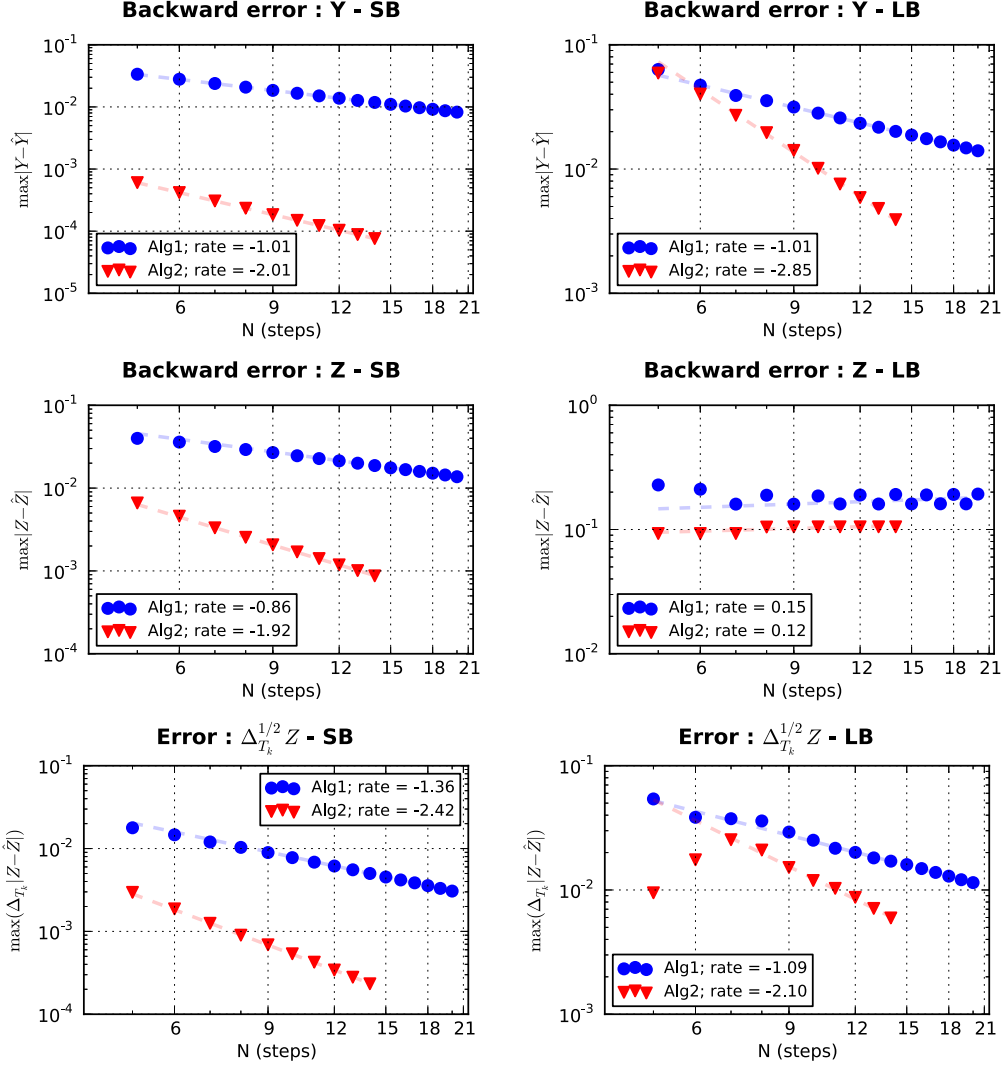 Backward error : Y - SB
10⁻¹
10⁻²
10⁻³
10⁻⁴
10⁻⁵
max|Y−Ŷ|
Alg1; rate = -1.01
Alg2; rate = -2.01
6 9 12 15 18 21
N (steps)
Backward error : Y - LB
10⁻¹
10⁻²
10⁻³
max|Y−Ŷ|
Alg1; rate = -1.01
Alg2; rate = -2.85
6 9 12 15 18 21
N (steps)
Backward error : Z - SB
10⁻¹
10⁻²
10⁻³
10⁻⁴
max|Z−Ẑ|
Alg1; rate = -0.86
Alg2; rate = -1.92
6 9 12 15 18 21
N (steps)
Backward error : Z - LB
10⁰
10⁻¹
10⁻²
max|Z−Ẑ|
Alg1; rate = 0.15
Alg2; rate = 0.12
6 9 12 15 18 21
N (steps)
Error : Δ_{T_k}^{1/2} Z - SB
10⁻¹
10⁻²
10⁻³
10⁻⁴
max(Δ_{T_k}|Z−Ẑ|)
Alg1; rate = -1.36
Alg2; rate = -2.42
6 9 12 15 18 21
N (steps)
Error : Δ_{T_k}^{1/2} Z - LB
10⁻¹
10⁻²
10⁻³
max(Δ_{T_k}|Z−Ẑ|)
Alg1; rate = -1.09
Alg2; rate = -2.10
6 9 12 15 18 21
N (steps)